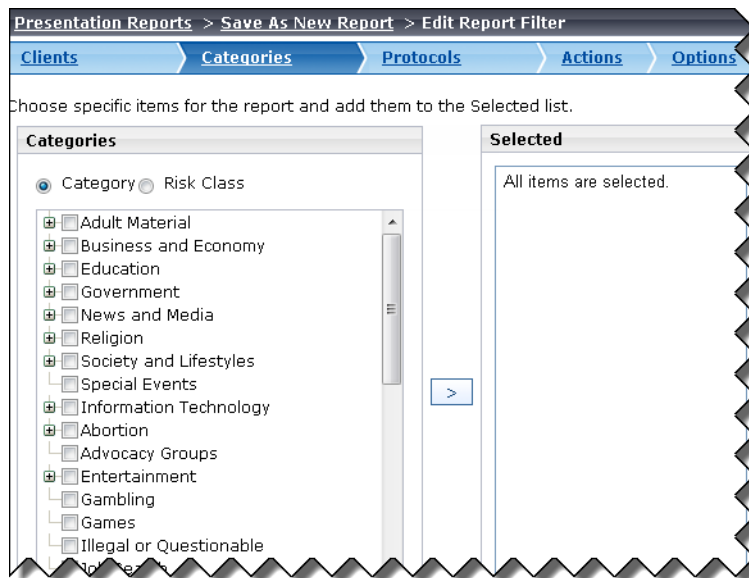 Presentation Reports > Save As New Report > Edit Report Filter
Clients Categories Protocols Actions Options
Choose specific items for the report and add them to the Selected list.
Categories
Category Risk Class
Adult Material
Business and Economy
Education
Government
News and Media
Religion
Society and Lifestyles
Special Events
Information Technology
Abortion
Advocacy Groups
Entertainment
Gambling
Games
Illegal or Questionable
>
Selected
All items are selected.